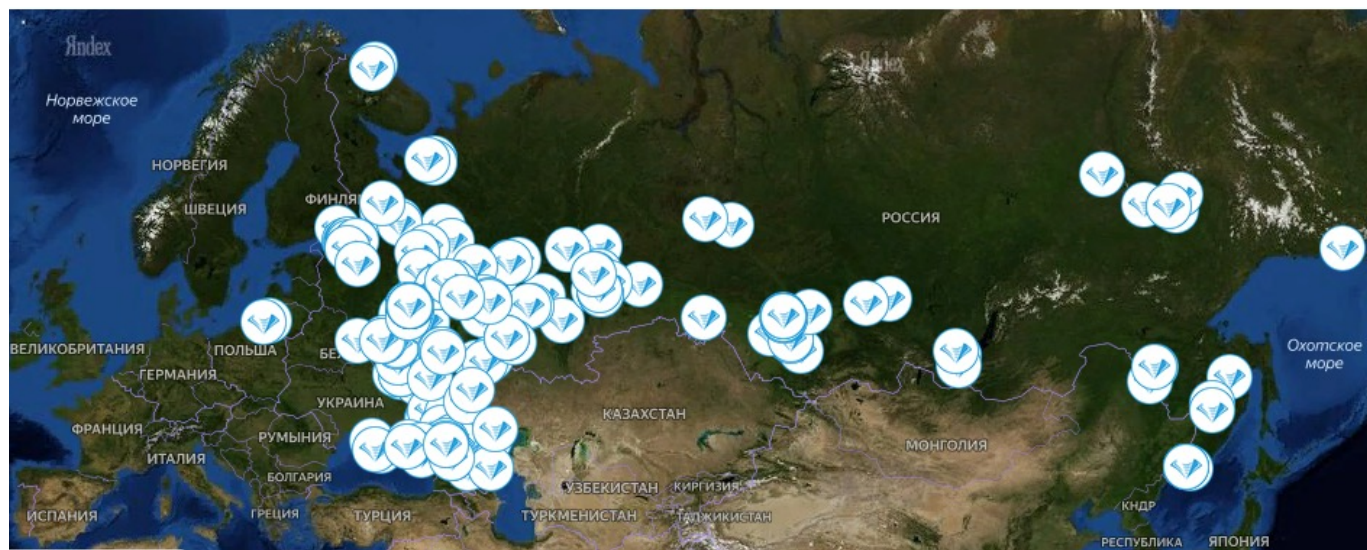 Яndex
Яndex
Норвежское
море
НОРВЕГИЯ
ШВЕЦИЯ
РОССИЯ
ВЕЛИКОБРИТАНИЯ
ПОЛЬША
Охотское
море
ГЕРМАНИЯ
УКРАИНА
КАЗАХСТАН
ФРАНЦИЯ
РУМЫНИЯ
МОНГОЛИЯ
ИТАЛИЯ
БОЛГАРИЯ
УЗБЕКИСТАН
КИРГИЗИЯ
КНДР
ИСПАНИЯ
ГРЕЦИЯ
ТУРЦИЯ
ТУРКМЕНИСТАН
ТАДЖИКИСТАН
РЕСПУБЛИКА
ЯПОНИЯ